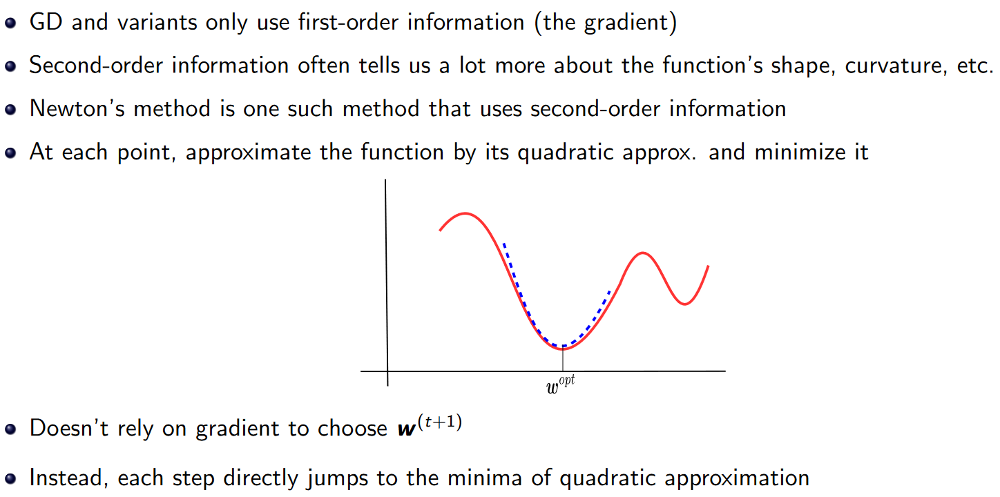 GD and variants only use first-order information (the gradient)
Second-order information often tells us a lot more about the function's shape, curvature, etc.
Newton's method is one such method that uses second-order information
At each point, approximate the function by its quadratic approx. and minimize it
w^{opt}
Doesn't rely on gradient to choose w^{(t+1)}
Instead, each step directly jumps to the minima of quadratic approximation